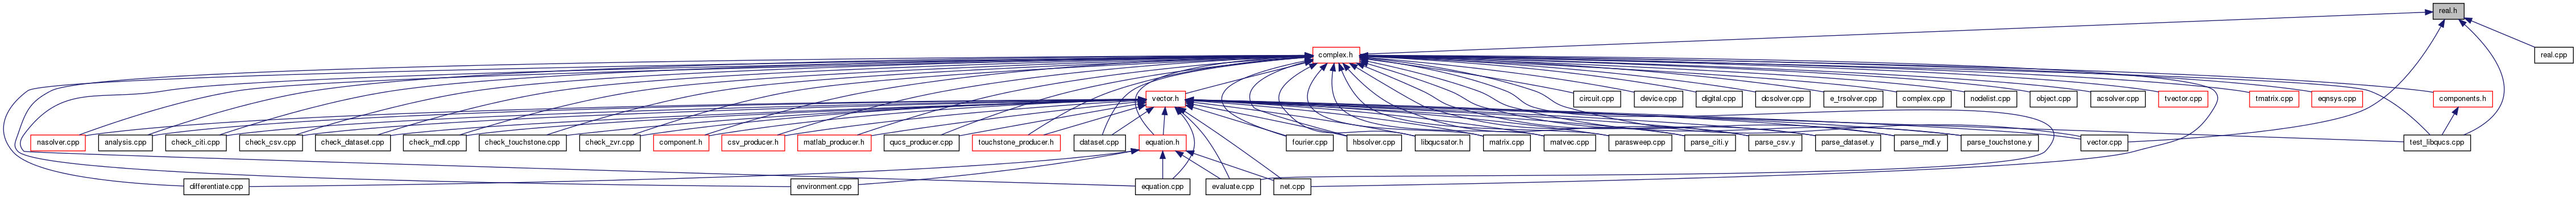 real.h
complex.h
real.cpp
vector.h
circuit.cpp
device.cpp
digital.cpp
dcsolver.cpp
e_trsolver.cpp
complex.cpp
nodelist.cpp
object.cpp
acsolver.cpp
tvector.cpp
tmatrix.cpp
eqnsys.cpp
components.h
nasolver.cpp
analysis.cpp
check_citi.cpp
check_csv.cpp
check_dataset.cpp
check_mdl.cpp
check_touchstone.cpp
check_zvr.cpp
component.h
csv_producer.h
matlab_producer.h
qucs_producer.cpp
touchstone_producer.h
dataset.cpp
equation.h
fourier.cpp
hbsolver.cpp
libqucsator.h
matrix.cpp
matvec.cpp
parasweep.cpp
parse_citi.y
parse_csv.y
parse_dataset.y
parse_mdl.y
parse_touchstone.y
vector.cpp
test_libqucs.cpp
differentiate.cpp
environment.cpp
equation.cpp
evaluate.cpp
net.cpp